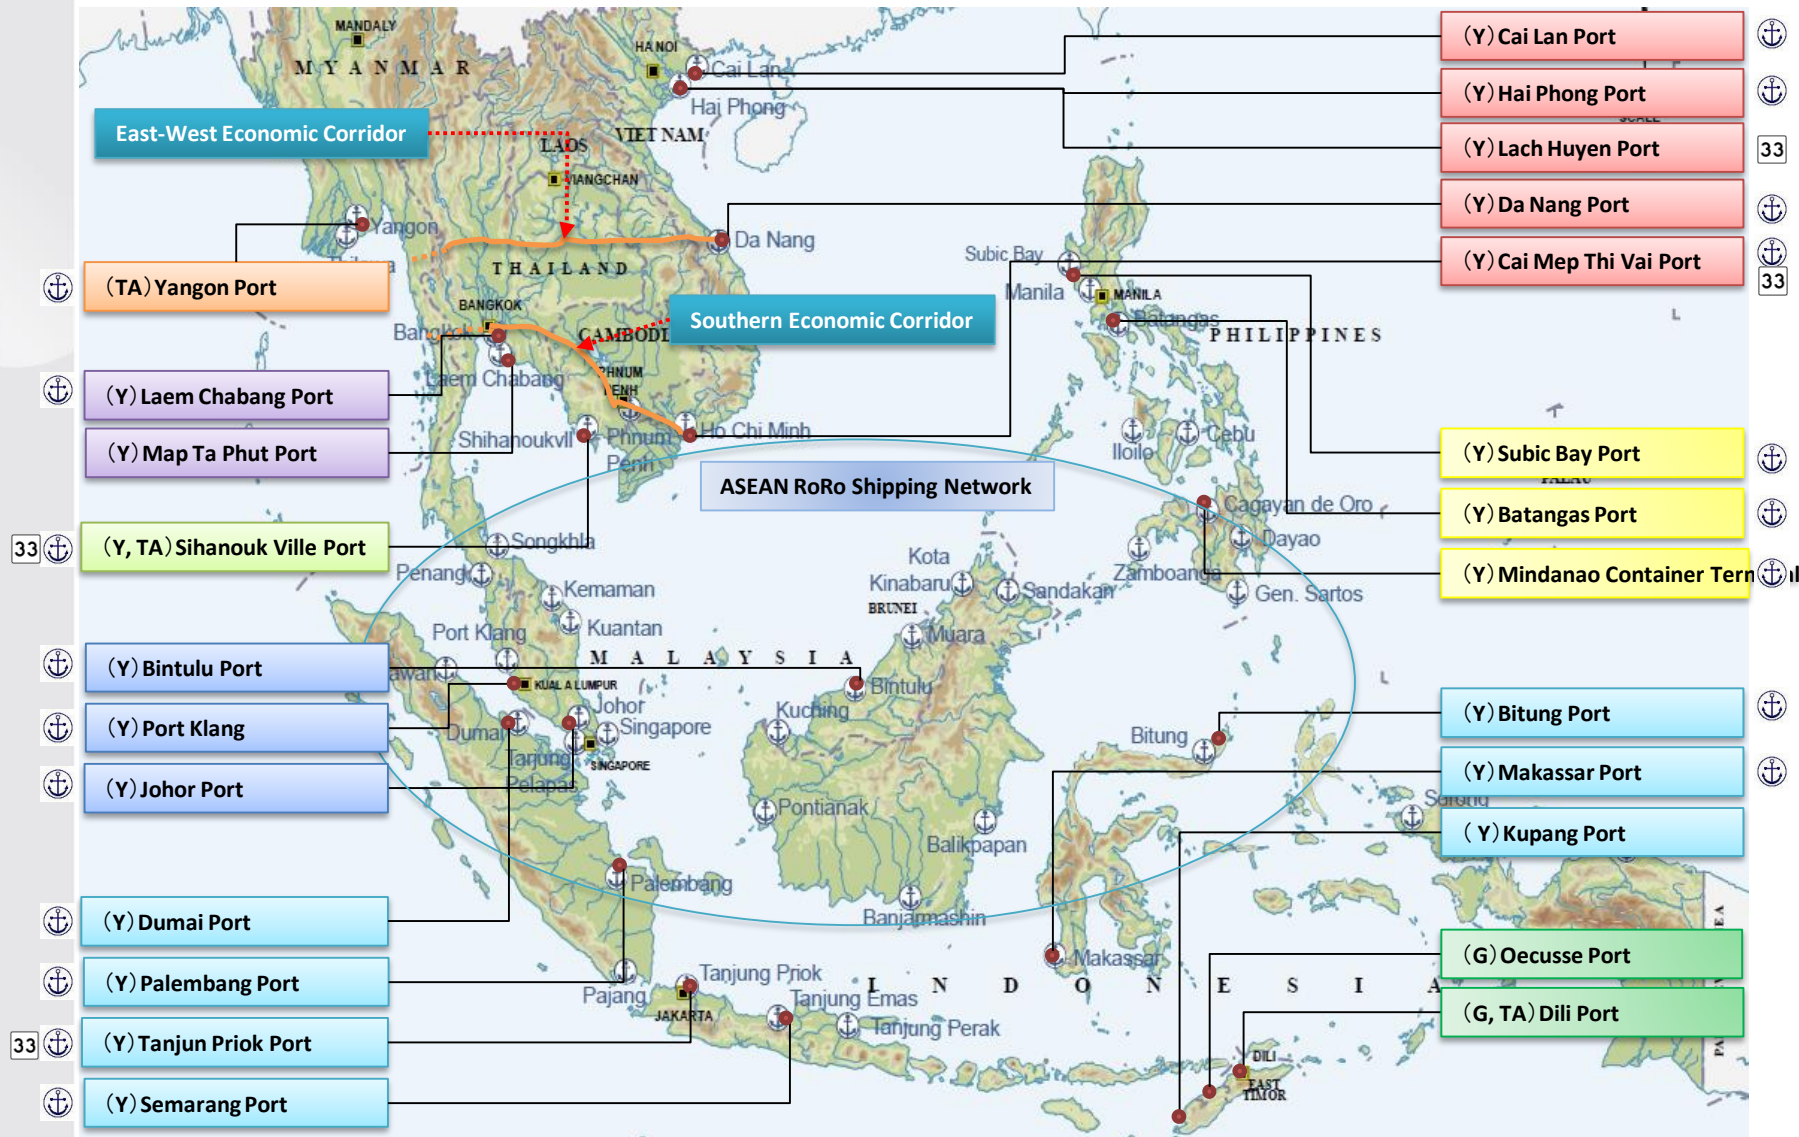 MANDALY
MYANMAR
HA NOI
Cai Lan
Hai Phong
VIET NAM
LAOS
VIANGCHAN
East-West Economic Corridor
Yangon
(TA) Yangon Port
THAILAND
Da Nang
BANGKOK
Bangkok
Laem Chabang
Southern Economic Corridor
PHNUM
PENH
Shihanoukvll
Phnum
Penh
Ho Chi Minh
(Y) Laem Chabang Port
(Y) Map Ta Phut Port
33
(Y, TA) Sihanouk Ville Port
ASEAN RoRo Shipping Network
Songkhla
Penang
Kemaman
Kuantan
Port Klang
MALAYSIA
KUALA LUMPUR
(Y) Bintulu Port
(Y) Port Klang
(Y) Johor Port
Johor
Singapore
SINGAPORE
Dumai
Tarjung
Pelapas
Kota
Kinabaru
Sandakan
BRUNEI
Muara
Bintulu
Kuching
Pontianak
Balikpapan
Banjarmashin
Palembang
Pajang
(Y) Dumai Port
(Y) Palembang Port
33
(Y) Tanjun Priok Port
(Y) Semarang Port
Tanjung Priok
JAKARTA
Tanjung Emas
Tanjung Perak
INDONESIA
Makassar
Bitung
Sorong
DILI
EAST
TIMOR
Subic Bay
Manila
MANILA
Batangas
PHILIPPINES
Iloilo
Cebu
Cagayan de Oro
Dayao
Zamboanga
Gen. Sartos
PALAU
SCALE
(Y) Cai Lan Port
(Y) Hai Phong Port
(Y) Lach Huyen Port
33
(Y) Da Nang Port
(Y) Cai Mep Thi Vai Port
33
(Y) Subic Bay Port
(Y) Batangas Port
(Y) Mindanao Container Terminal
(Y) Bitung Port
(Y) Makassar Port
(Y) Kupang Port
(G) Oecusse Port
(G, TA) Dili Port